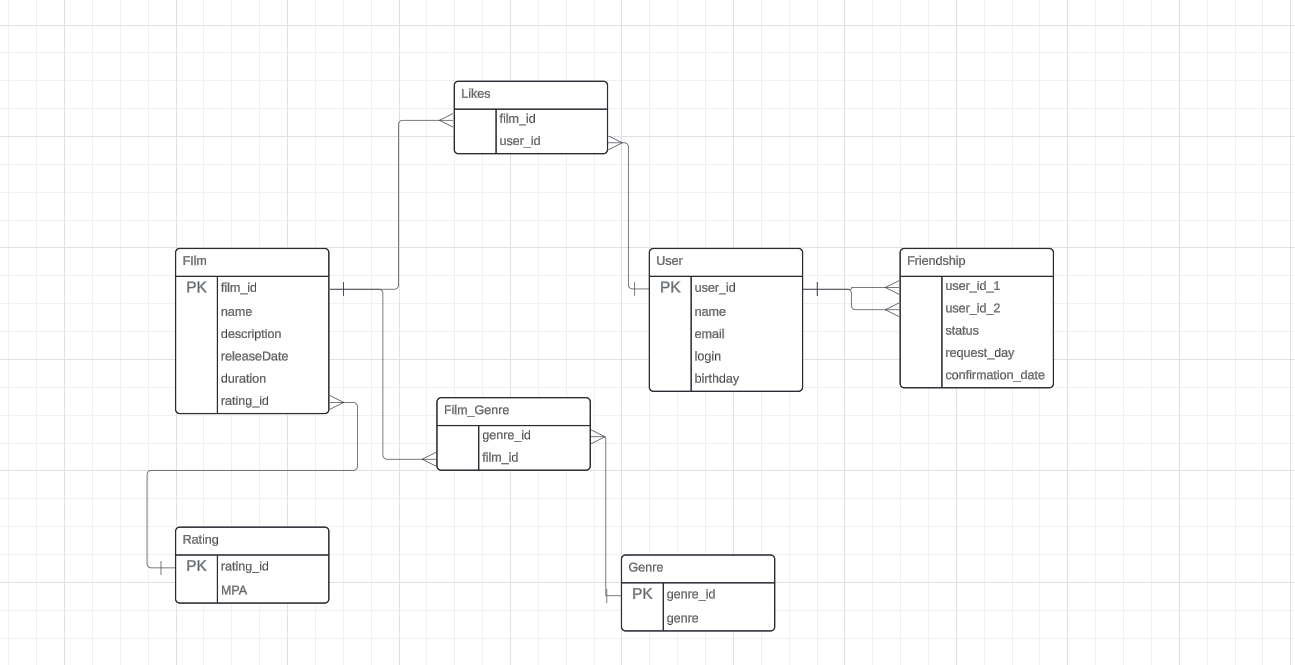 Likes
film_id
user_id
FIlm
PK film_id
name
description
releaseDate
duration
rating_id
User
PK user_id
name
email
login
birthday
Friendship
user_id_1
user_id_2
status
request_day
confirmation_date
Film_Genre
genre_id
film_id
Rating
PK rating_id
MPA
Genre
PK genre_id
genre